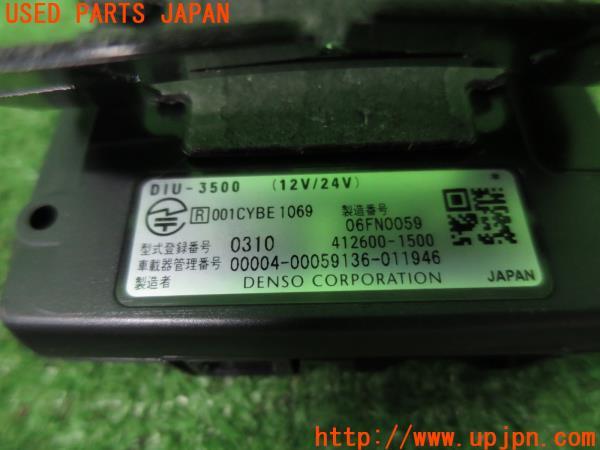 USED PARTS JAPAN
DIU-3500 (12V/24V)
R 001CYBE1069 製造番号
06FN0059
型式登録番号 0310 412600-1500
車載器管理番号 00004-00059136-011946
製造者 DENSO CORPORATION JAPAN
http://www.upjpn.com/